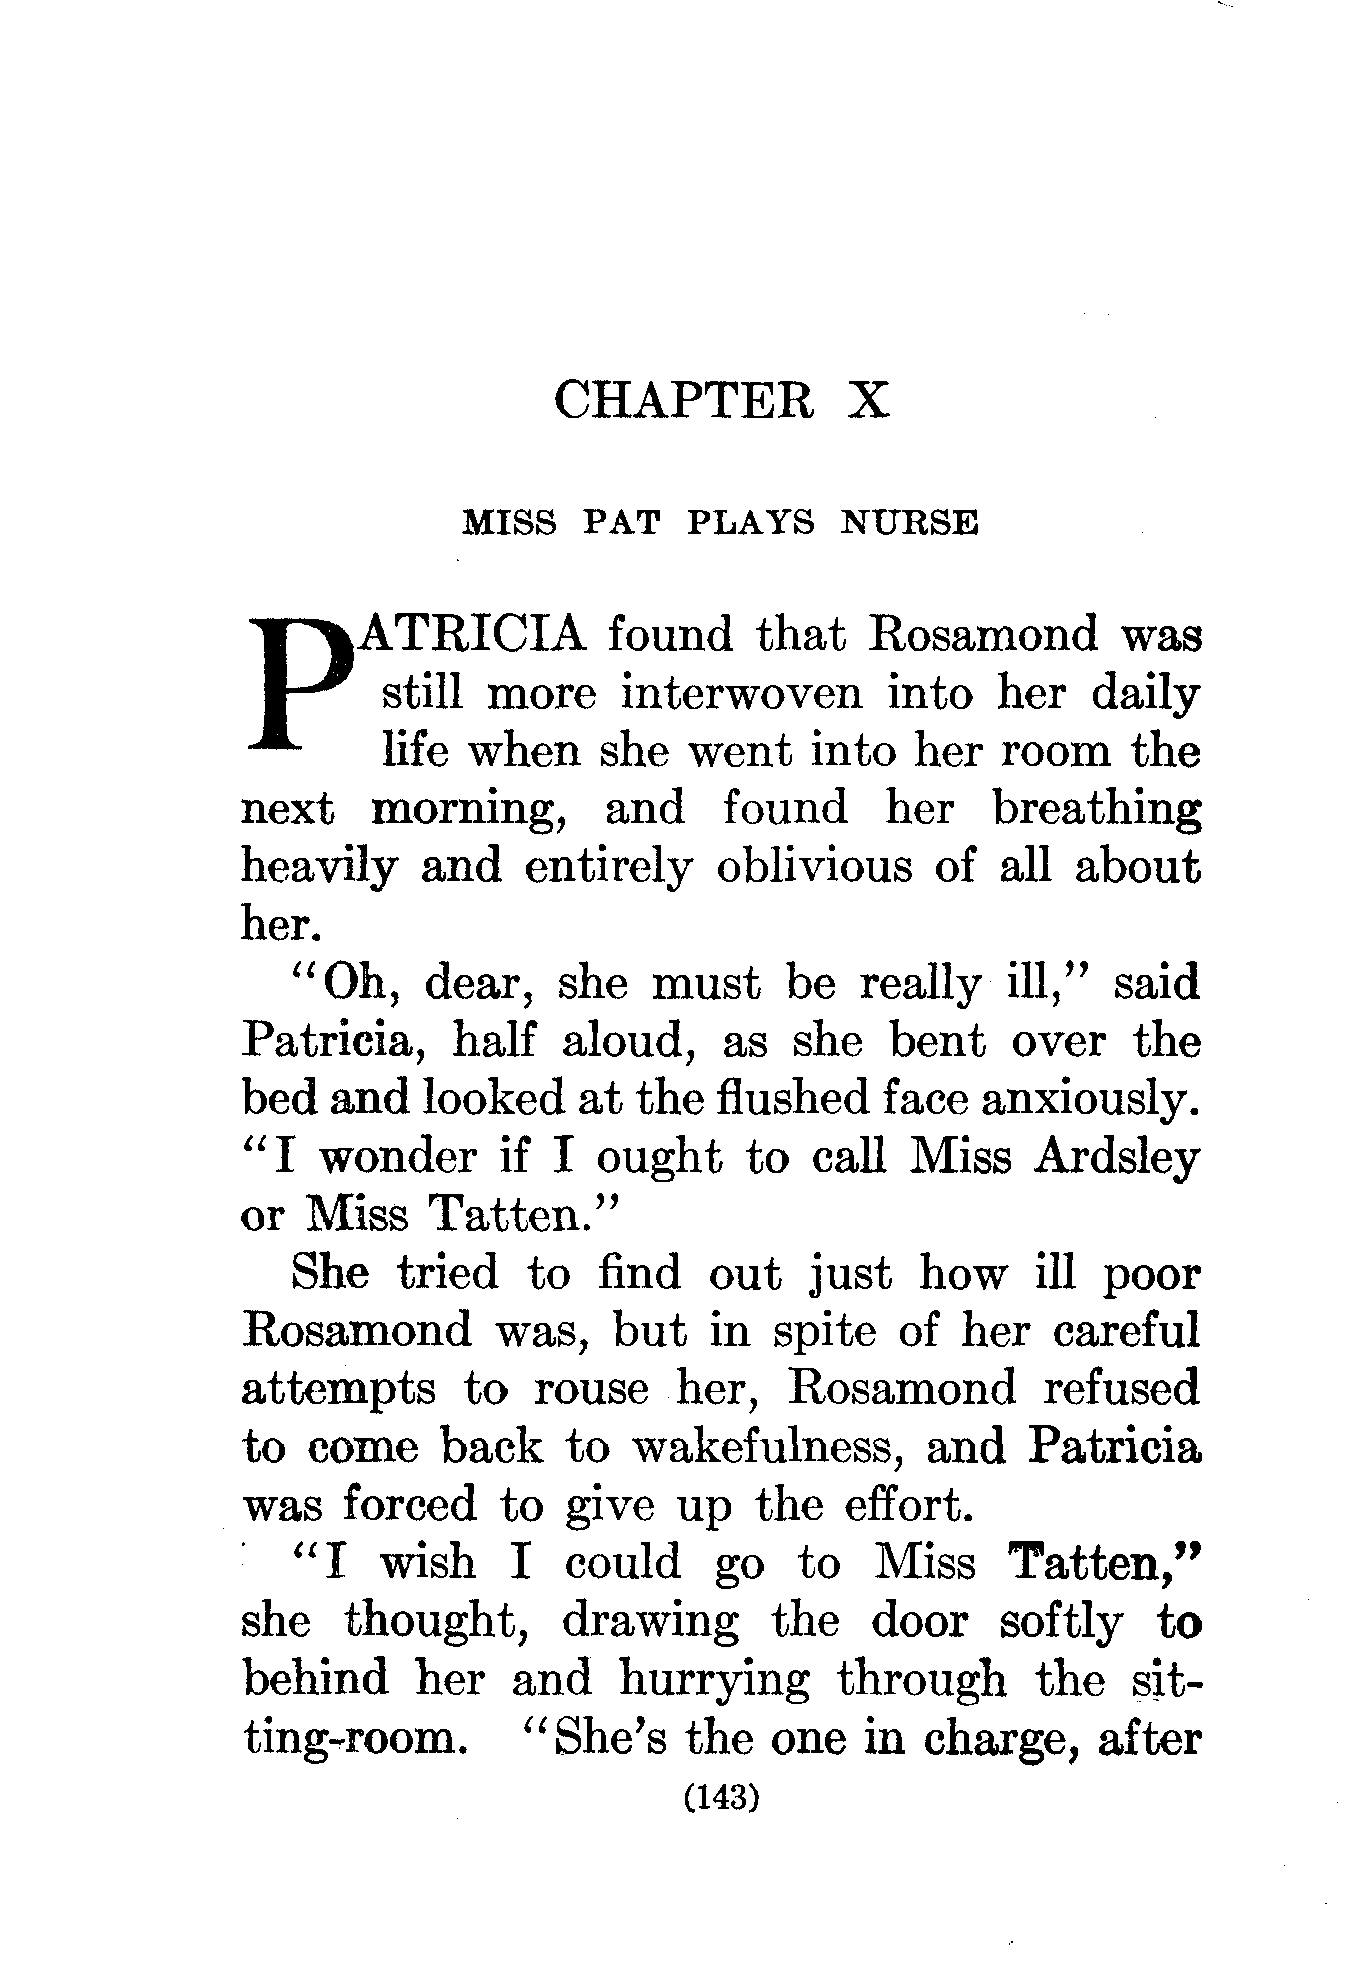 CHAPTER X
MISS PAT PLAYS NURSE
PATRICIA found that Rosamond was
still more interwoven into her daily
life when she went into her room the
next morning, and found her breathing
heavily and entirely oblivious of all about
her.
"Oh, dear, she must be really ill," said
Patricia, half aloud, as she bent over the
bed and looked at the flushed face anxiously.
"I wonder if I ought to call Miss Ardsley
or Miss Tatten."
She tried to find out just how ill poor
Rosamond was, but in spite of her careful
attempts to rouse her, Rosamond refused
to come back to wakefulness, and Patricia
was forced to give up the effort.
"I wish I could go to Miss Tatten,"
she thought, drawing the door softly to
behind her and hurrying through the sit-
ting-room. "She's the one in charge, after
(143)